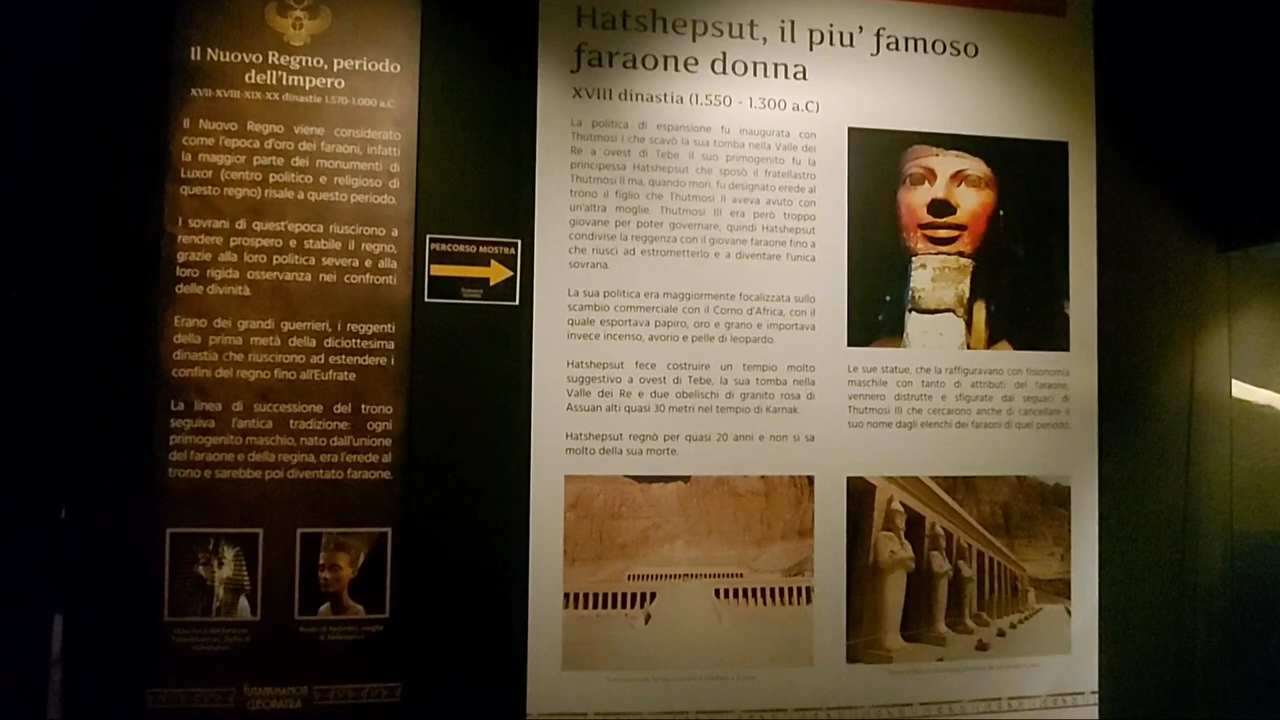 Il Nuovo Regno, periodo
dell'Impero
XVII-XVIII-XIX-XX dinastie 1.570-1.000 a.C.
Il Nuovo Regno viene considerato
come l'epoca d'oro dei faraoni, infatti
la maggior parte dei monumenti di
Luxor (centro politico e religioso di
questo regno) risale a questo periodo.
I sovrani di quest'epoca riuscirono a
rendere prospero e stabile il regno,
grazie alla loro politica severa e alla
loro rigida osservanza nei confronti
delle divinità.
Erano dei grandi guerrieri, i reggenti
della prima metà della diciottesima
dinastia che riuscirono ad estendere i
confini del regno fino all'Eufrate
La linea di successione del trono
seguiva l'antica tradizione: ogni
primogenito maschio, nato dall'unione
del faraone e della regina, era l'erede al
trono e sarebbe poi diventato faraone.
TUTANKHAMON
CLEOPATRA
PERCORSO MOSTRA
Hatshepsut, il piu' famoso
faraone donna
XVIII dinastia (1.550 - 1.300 a.C)
La politica di espansione fu inaugurata con
Thutmosi I che scavò la sua tomba nella Valle dei
Re a ovest di Tebe. Il suo primogenito fu la
principessa Hatshepsut che sposò il fratellastro
Thutmosi II ma, quando morì, fu designato erede al
trono il figlio che Thutmosi II aveva avuto con
un'altra moglie. Thutmosi III era però troppo
giovane per poter governare, quindi Hatshepsut
condivise la reggenza con il giovane faraone fino a
che riuscì ad estrometterlo e a diventare l'unica
sovrana.
La sua politica era maggiormente focalizzata sullo
scambio commerciale con il Corno d'Africa, con il
quale esportava papiro, oro e grano e importava
invece incenso, avorio e pelle di leopardo.
Hatshepsut fece costruire un tempio molto
suggestivo a ovest di Tebe, la sua tomba nella
Valle dei Re e due obelischi di granito rosa di
Assuan alti quasi 30 metri nel tempio di Karnak.
Hatshepsut regnò per quasi 20 anni e non si sa
molto della sua morte.
Le sue statue, che la raffiguravano con fisionomia
maschile con tanto di attributi del faraone,
vennero distrutte e sfigurate dai seguaci di
Thutmosi III che cercarono anche di cancellare il
suo nome dagli elenchi dei faraoni di quel periodo.